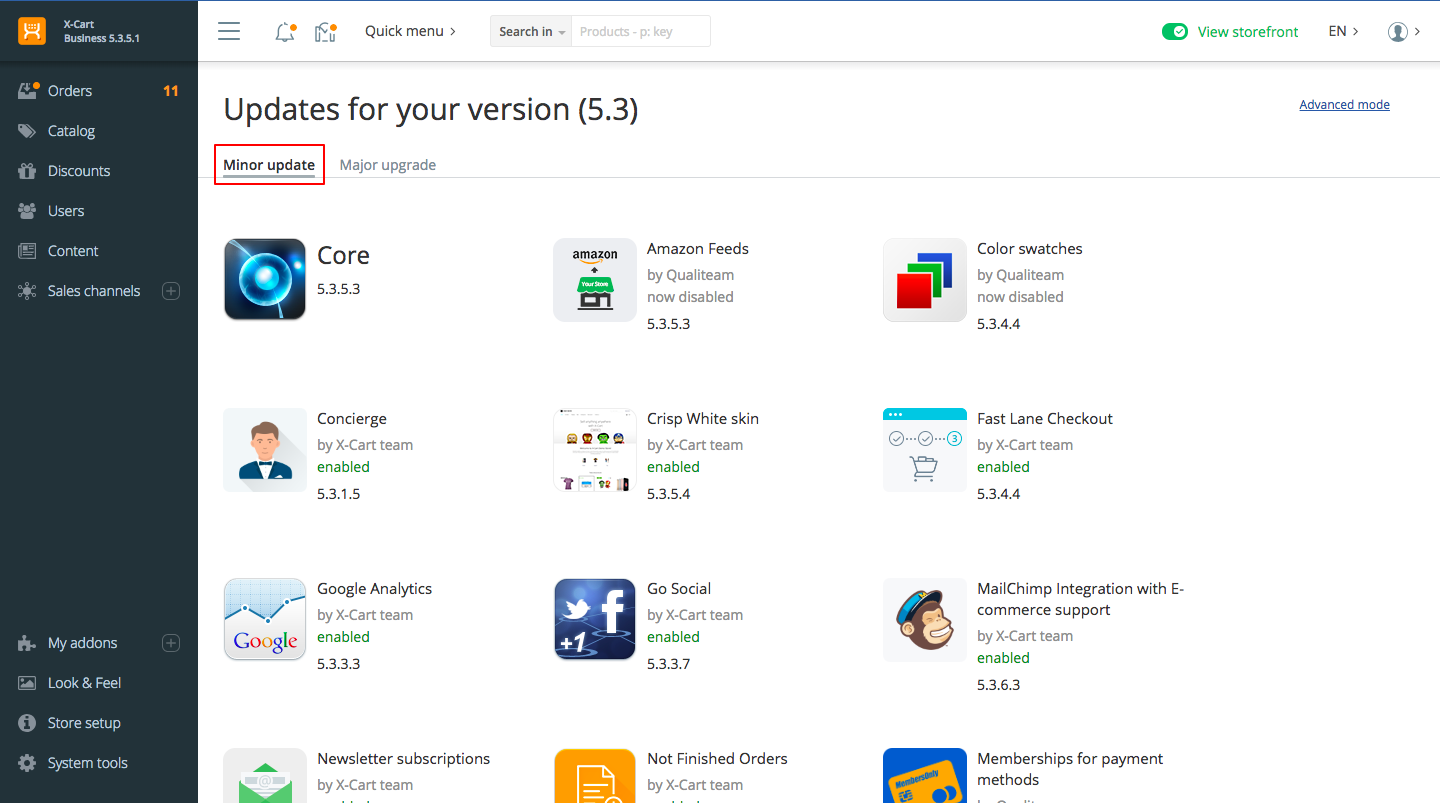 X-Cart
Business 5.3.5.1
Quick menu
Search in
Products - p: key
View storefront
EN
Orders
11
Catalog
Discounts
Users
Content
Sales channels
My addons
Look & Feel
Store setup
System tools
Updates for your version (5.3)
Advanced mode
Minor update
Major upgrade
Core
5.3.5.3
amazon
Your Store
Amazon Feeds
by Qualiteam
now disabled
5.3.5.3
Color swatches
by Qualiteam
now disabled
5.3.4.4
Concierge
by X-Cart team
enabled
5.3.1.5
Crisp White skin
by X-Cart team
enabled
5.3.5.4
3
Fast Lane Checkout
by X-Cart team
enabled
5.3.4.4
Google
Google Analytics
by X-Cart team
enabled
5.3.3.3
f
+1
Go Social
by X-Cart team
enabled
5.3.3.7
MailChimp Integration with E-
commerce support
by X-Cart team
enabled
5.3.6.3
@
Newsletter subscriptions
by X-Cart team
Not Finished Orders
by X-Cart team
MembersOnly
Memberships for payment
methods